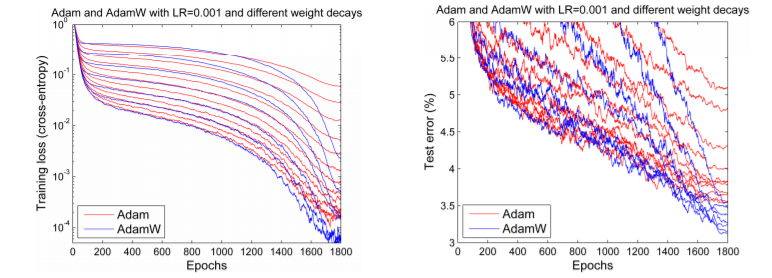 Adam and AdamW with LR=0.001 and different weight decays
10^0
10^-1
10^-2
10^-3
10^-4
Training loss (cross-entropy)
Adam
AdamW
0 200 400 600 800 1000 1200 1400 1600 1800
Epochs
Adam and AdamW with LR=0.001 and different weight decays
6
5.5
5
4.5
4
3.5
3
Test error (%)
Adam
AdamW
0 200 400 600 800 1000 1200 1400 1600 1800
Epochs